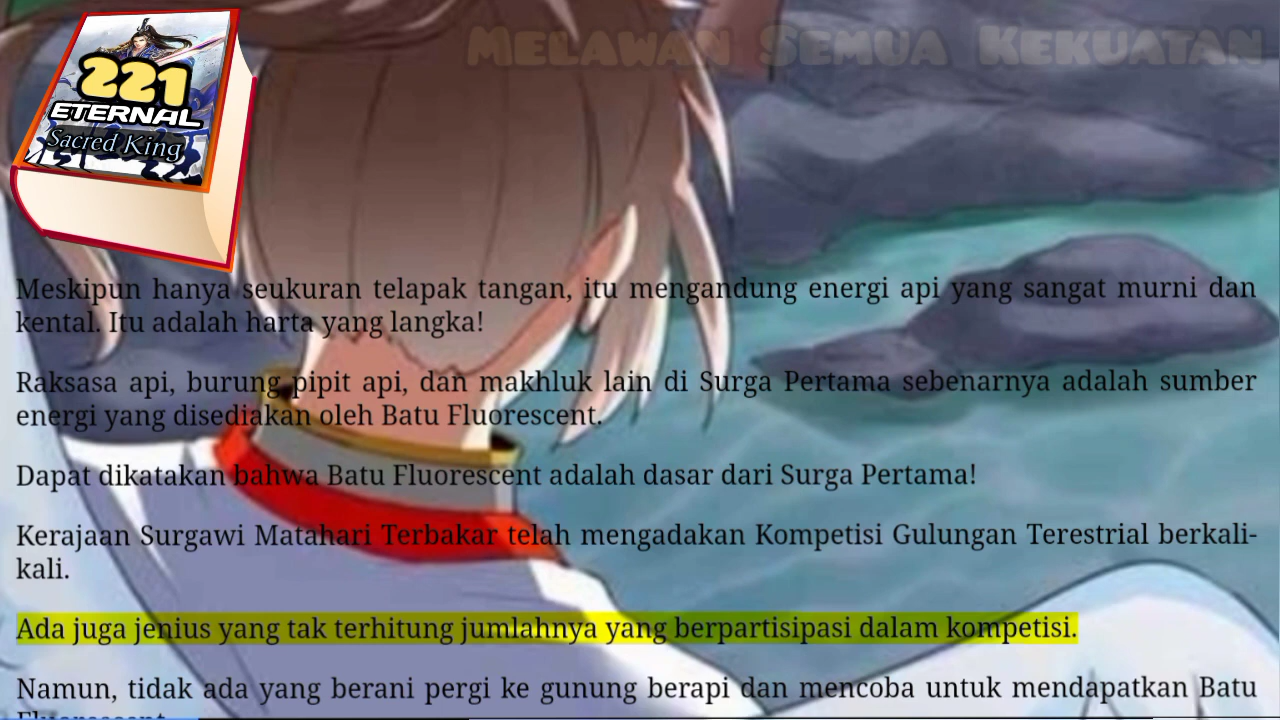 MELAWAN SEMUA KEKUATAN
221
ETERNAL
Sacred King
Meskipun hanya seukuran telapak tangan, itu mengandung energi api yang sangat murni dan
kental. Itu adalah harta yang langka!
Raksasa api, burung pipit api, dan makhluk lain di Surga Pertama sebenarnya adalah sumber
energi yang disediakan oleh Batu Fluorescent.
Dapat dikatakan bahwa Batu Fluorescent adalah dasar dari Surga Pertama!
Kerajaan Surgawi Matahari Terbakar telah mengadakan Kompetisi Gulungan Terestrial berkali-
kali.
Ada juga jenius yang tak terhitung jumlahnya yang berpartisipasi dalam kompetisi.
Namun, tidak ada yang berani pergi ke gunung berapi dan mencoba untuk mendapatkan Batu